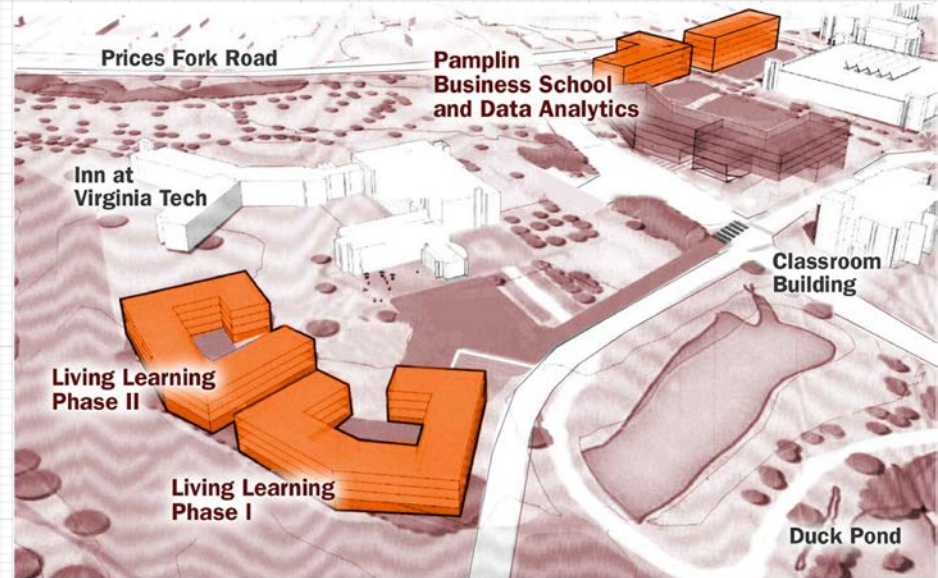 Prices Fork Road
Pamplin
Business School
and Data Analytics
Inn at
Virginia Tech
Classroom
Building
Living Learning
Phase II
Living Learning
Phase I
Duck Pond